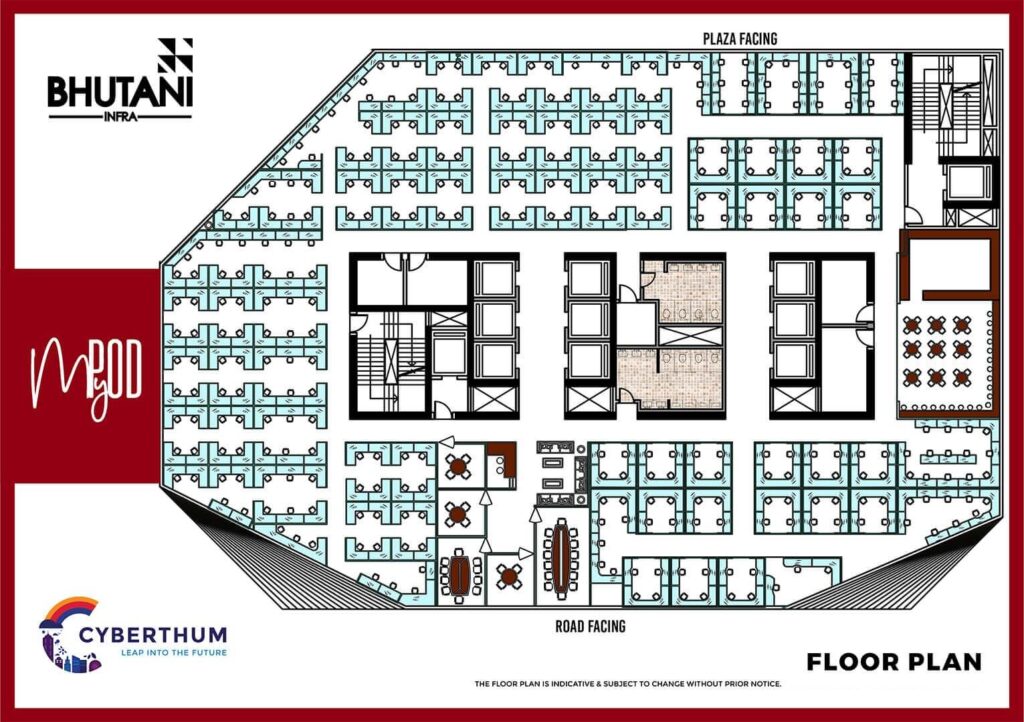 PLAZA FACING
BHUTANI
INFRA
MyPOD
ROAD FACING
CYBERTHUM
LEAP INTO THE FUTURE
FLOOR PLAN
THE FLOOR PLAN IS INDICATIVE & SUBJECT TO CHANGE WITHOUT PRIOR NOTICE.